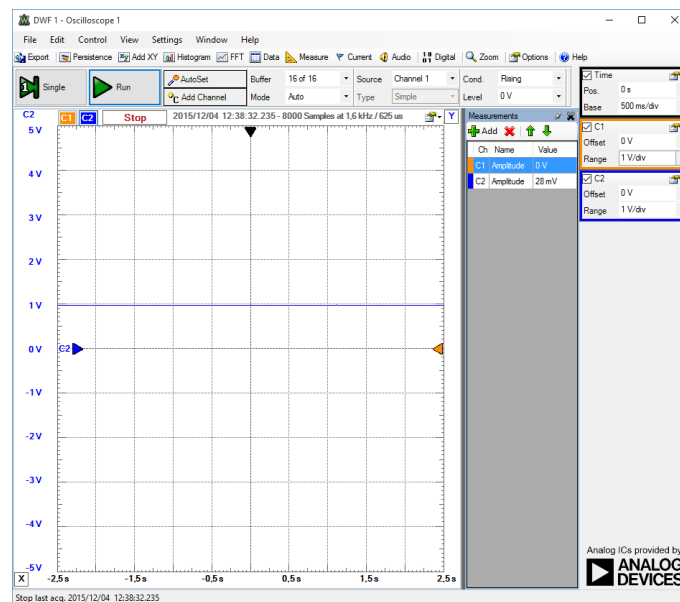 DWF 1 - Oscilloscope 1
File Edit Control View Settings Window Help
Export Persistence Add XY Histogram FFT Data Measure Current Audio Digital Zoom Options Help
Single Run AutoSet Buffer 16 of 16 Source Channel 1 Cond. Rising
Add Channel Mode Auto Type Simple Level 0 V
Time
Pos. 0 s
Base 500 ms/div
C1
Offset 0 V
Range 1 V/div
C2
Offset 0 V
Range 1 V/div
C2 C1 C2 Stop 2015/12/04 12:38:32.235 - 8000 Samples at 1,6 kHz / 625 us Y
Measurements
Add
Ch Name Value
C1 Amplitude 0 V
C2 Amplitude 28 mV
5 V
4 V
3 V
2 V
1 V
0 V C2
-1 V
-2 V
-3 V
-4 V
-5 V
X -2,5 s -1,5 s -0,5 s 0,5 s 1,5 s 2,5 s
Analog ICs provided by
ANALOG
DEVICES
Stop last acq. 2015/12/04 12:38:32.235